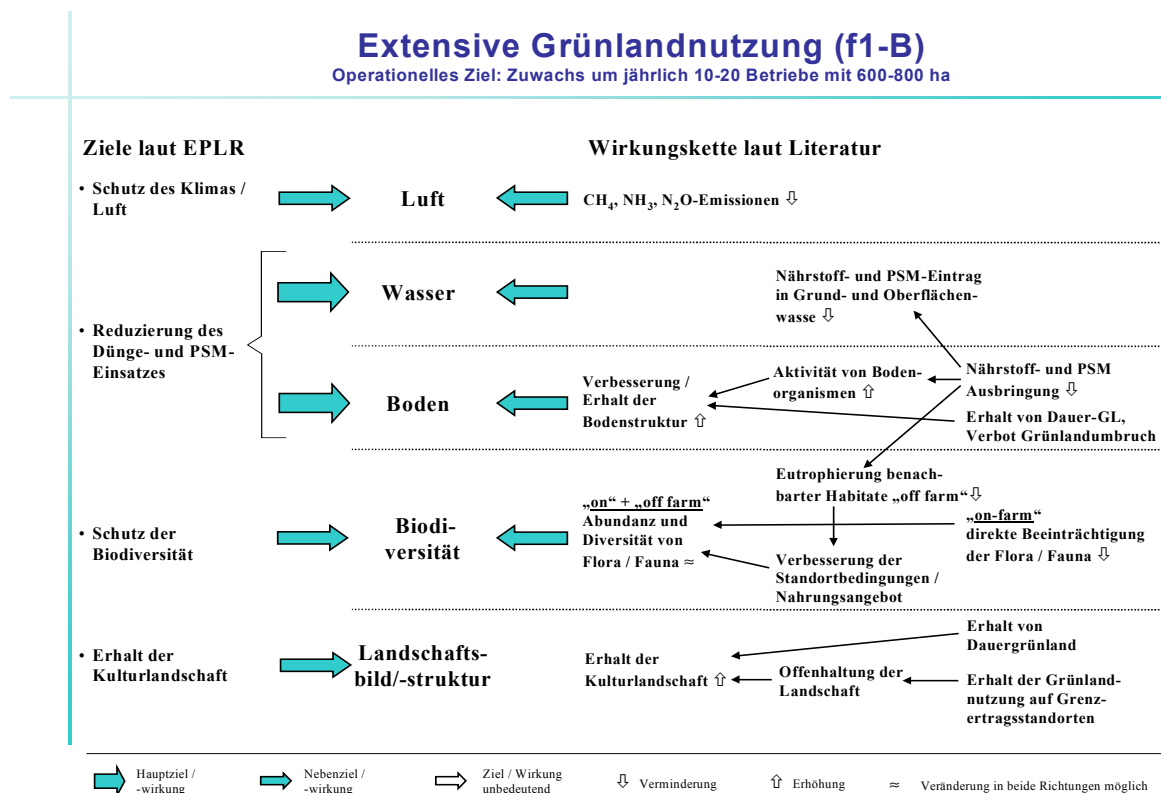 Extensive Grünlandnutzung (f1-B)
Operationelles Ziel: Zuwachs um jährlich 10-20 Betriebe mit 600-800 ha
Ziele laut EPLR
Wirkungskette laut Literatur
• Schutz des Klimas /
Luft
Luft
CH₄, NH₃, N₂O-Emissionen ⇩
• Reduzierung des
Dünge- und PSM-
Einsatzes
Wasser
Nährstoff- und PSM-Eintrag
in Grund- und Oberflächen-
wasse ⇩
Boden
Verbesserung /
Erhalt der
Bodenstruktur ⇧
Aktivität von Boden-
organismen ⇧
Nährstoff- und PSM
Ausbringung ⇩
Erhalt von Dauer-GL,
Verbot Grünlandumbruch
• Schutz der
Biodiversität
Biodi-
versität
„on“ + „off farm“
Abundanz und
Diversität von
Flora / Fauna ≈
Eutrophierung benach-
barter Habitate „off farm“ ⇩
Verbesserung der
Standortbedingungen /
Nahrungsangebot
„on-farm“
direkte Beeinträchtigung
der Flora / Fauna ⇩
• Erhalt der
Kulturlandschaft
Landschafts-
bild/-struktur
Erhalt der
Kulturlandschaft ⇧
Offenhaltung der
Landschaft
Erhalt von
Dauergrünland
Erhalt der Grünland-
nutzung auf Grenz-
ertragsstandorten
Hauptziel /
-wirkung
Nebenziel /
-wirkung
Ziel / Wirkung
unbedeutend
⇩ Verminderung
⇧ Erhöhung
≈ Veränderung in beide Richtungen möglich